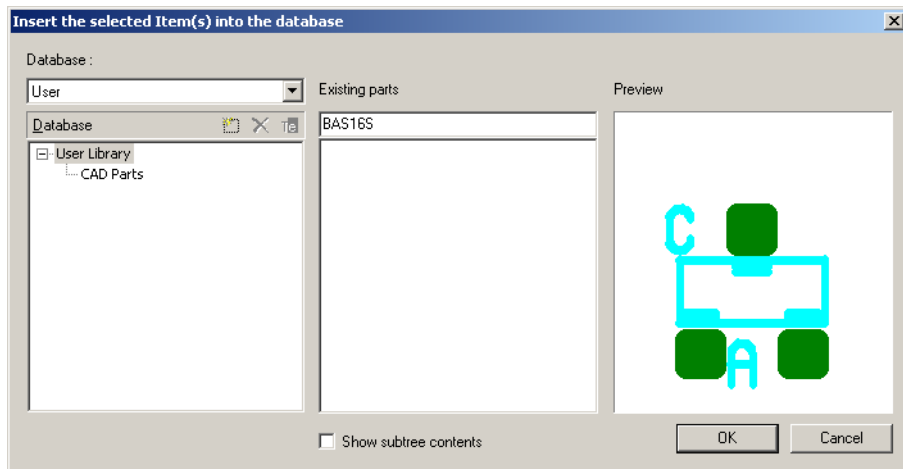 Insert the selected Item(s) into the database
Database :
User
Existing parts
Preview
Database
BAS16S
User Library
CAD Parts
C
A
Show subtree contents
OK
Cancel